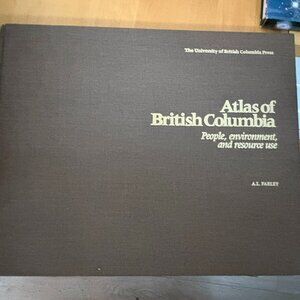 The University of British Columbia Press
Atlas of
British Columbia
People, environment,
and resource use
A.L. FARLEY